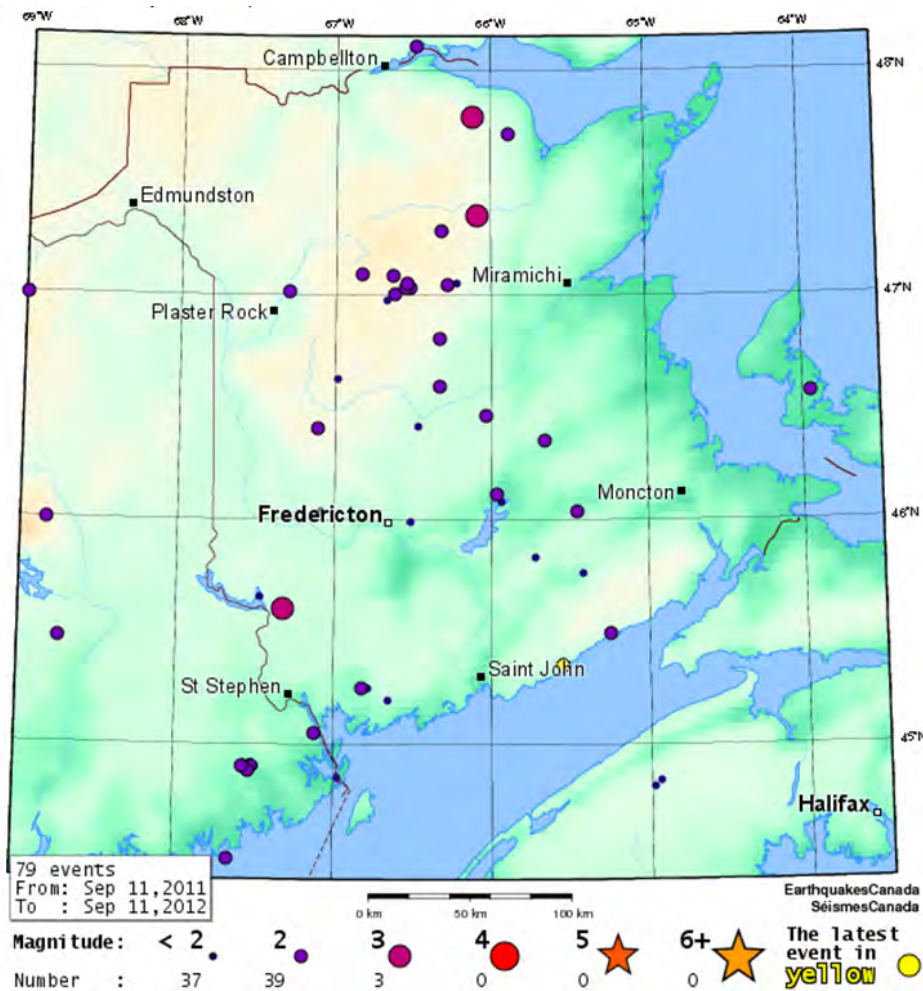 69°W 68°W 67°W 66°W 65°W 64°W
Campbellton
48°N
Edmundston
Miramichi
47°N
Plaster Rock
Moncton
Fredericton
46°N
Saint John
St Stephen
45°N
Halifax
79 events
From: Sep 11,2011
To : Sep 11,2012
0 km 50 km 100 km
EarthquakesCanada
SéismesCanada
Magnitude: < 2 2 3 4 5 6+
Number : 37 39 3 0 0 0
The latest
event in
yellow